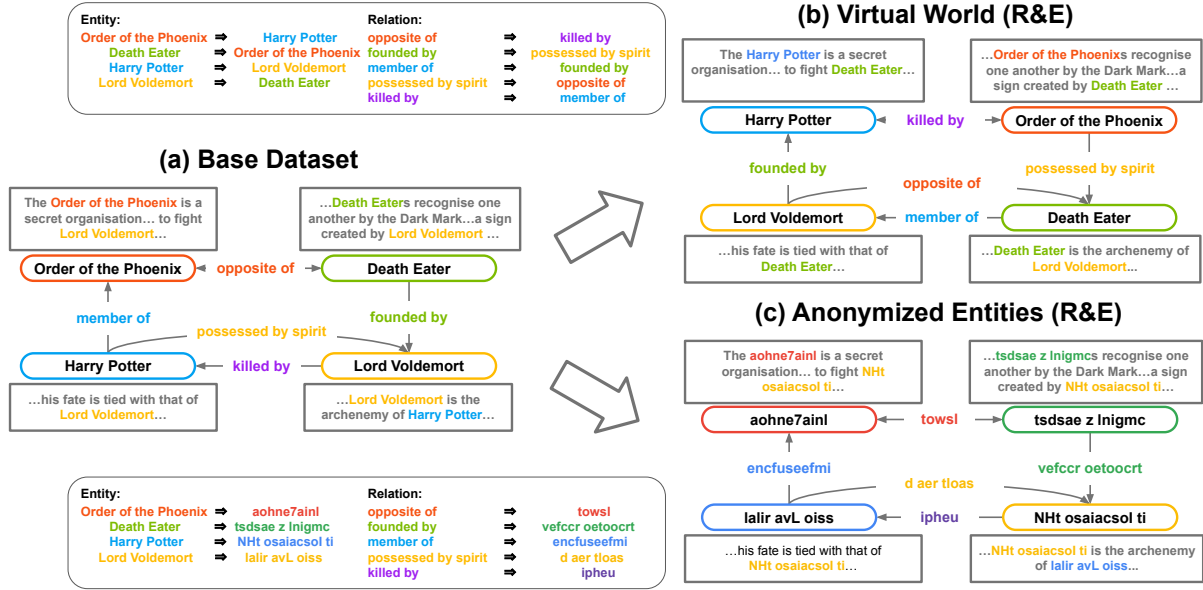 Entity: Relation:
Order of the Phoenix ⇒ Harry Potter opposite of ⇒ killed by
Death Eater ⇒ Order of the Phoenix founded by ⇒ possessed by spirit
Harry Potter ⇒ Lord Voldemort member of ⇒ founded by
Lord Voldemort ⇒ Death Eater possessed by spirit ⇒ opposite of
killed by ⇒ member of
(a) Base Dataset
The Order of the Phoenix is a
secret organisation... to fight
Lord Voldemort...
...Death Eaters recognise one
another by the Dark Mark...a sign
created by Lord Voldemort ...
Order of the Phoenix
opposite of
Death Eater
member of
founded by
possessed by spirit
Harry Potter
killed by
Lord Voldemort
...his fate is tied with that of
Lord Voldemort...
...Lord Voldemort is the
archenemy of Harry Potter...
Entity: Relation:
Order of the Phoenix ⇒ aohne7ainl opposite of ⇒ towsl
Death Eater ⇒ tsdsae z lnigmc founded by ⇒ vefccr oetoocrt
Harry Potter ⇒ NHt osaiacsol ti member of ⇒ encfuseefmi
Lord Voldemort ⇒ lalir avL oiss possessed by spirit ⇒ d aer tloas
killed by ⇒ ipheu
(b) Virtual World (R&E)
The Harry Potter is a secret
organisation... to fight Death Eater...
...Order of the Phoenixs recognise
one another by the Dark Mark...a
sign created by Death Eater ...
Harry Potter
killed by
Order of the Phoenix
founded by
possessed by spirit
opposite of
Lord Voldemort
member of
Death Eater
...his fate is tied with that of
Death Eater...
...Death Eater is the archenemy of
Lord Voldemort...
(c) Anonymized Entities (R&E)
The aohne7ainl is a secret
organisation... to fight NHt
osaiacsol ti...
...tsdsae z lnigmcs recognise one
another by the Dark Mark...a sign
created by NHt osaiacsol ti...
aohne7ainl
towsl
tsdsae z lnigmc
encfuseefmi
vefccr oetoocrt
d aer tloas
lalir avL oiss
ipheu
NHt osaiacsol ti
...his fate is tied with that of
NHt osaiacsol ti...
...NHt osaiacsol ti is the archenemy
of lalir avL oiss...